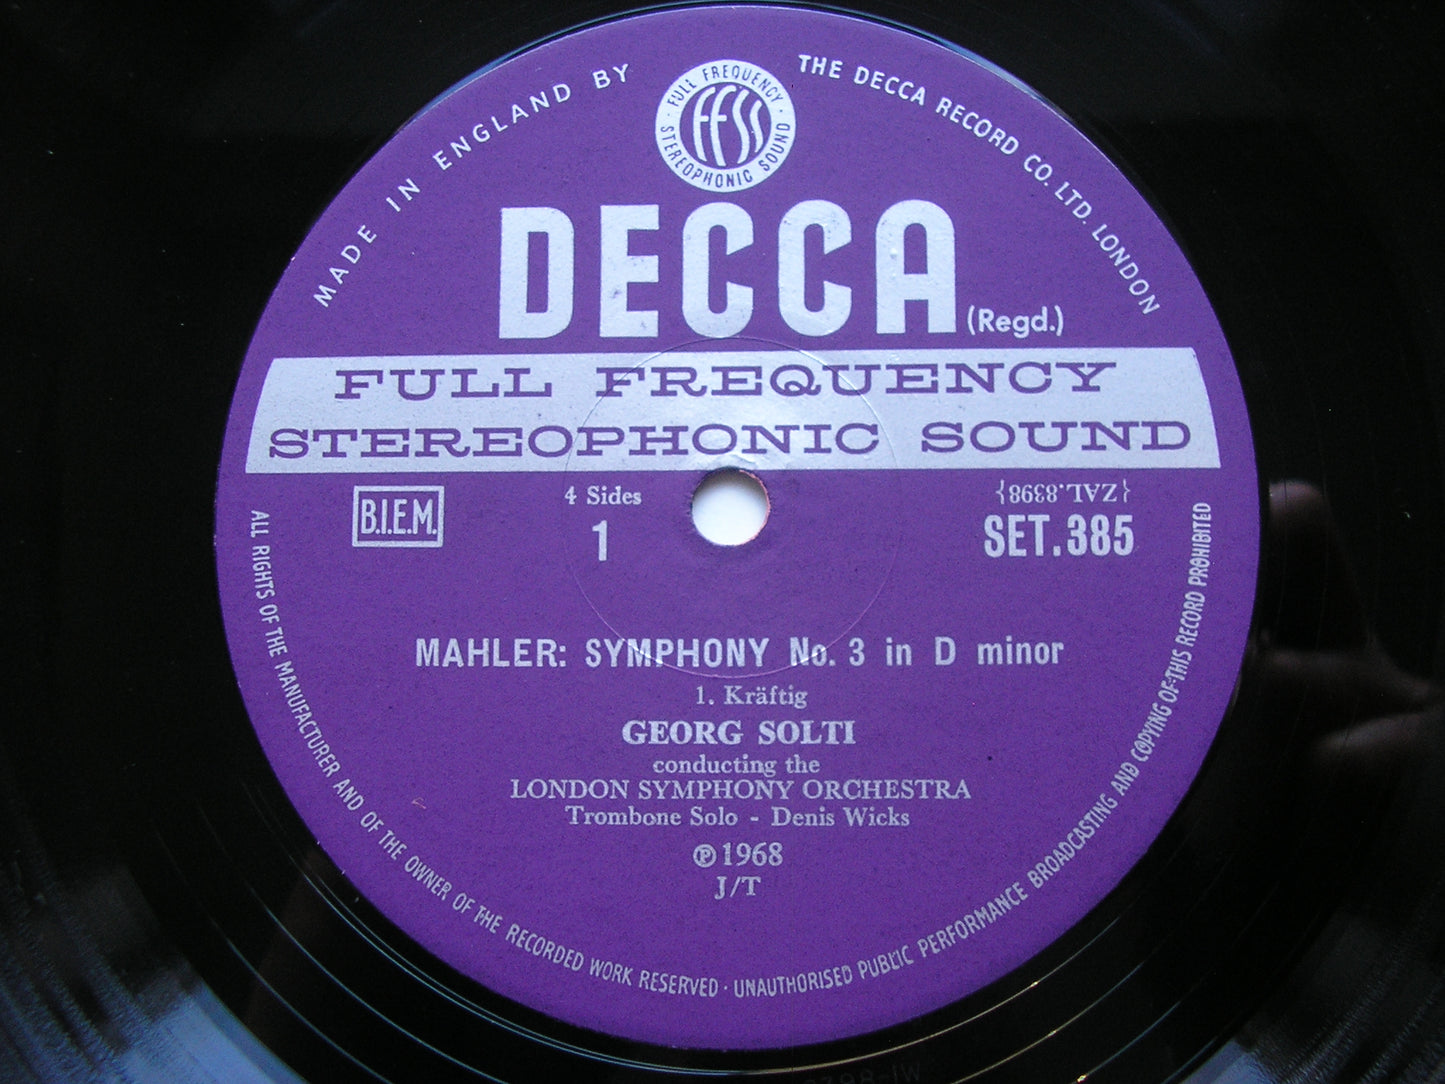 MADE IN ENGLAND BY
THE DECCA RECORD CO. LTD. LONDON
FULL FREQUENCY
FFSS
STEREOPHONIC SOUND
DECCA
(Regd.)
FULL FREQUENCY
STEREOPHONIC SOUND
B.I.E.M.
4 Sides
1
{ZAL.8398}
SET.385
MAHLER: SYMPHONY No. 3 in D minor
1. Kräftig
GEORG SOLTI
conducting the
LONDON SYMPHONY ORCHESTRA
Trombone Solo - Denis Wicks
℗ 1968
J/T
ALL RIGHTS OF THE MANUFACTURER AND OF THE OWNER OF THE RECORDED WORK RESERVED · UNAUTHORISED PUBLIC PERFORMANCE BROADCASTING AND COPYING OF THIS RECORD PROHIBITED